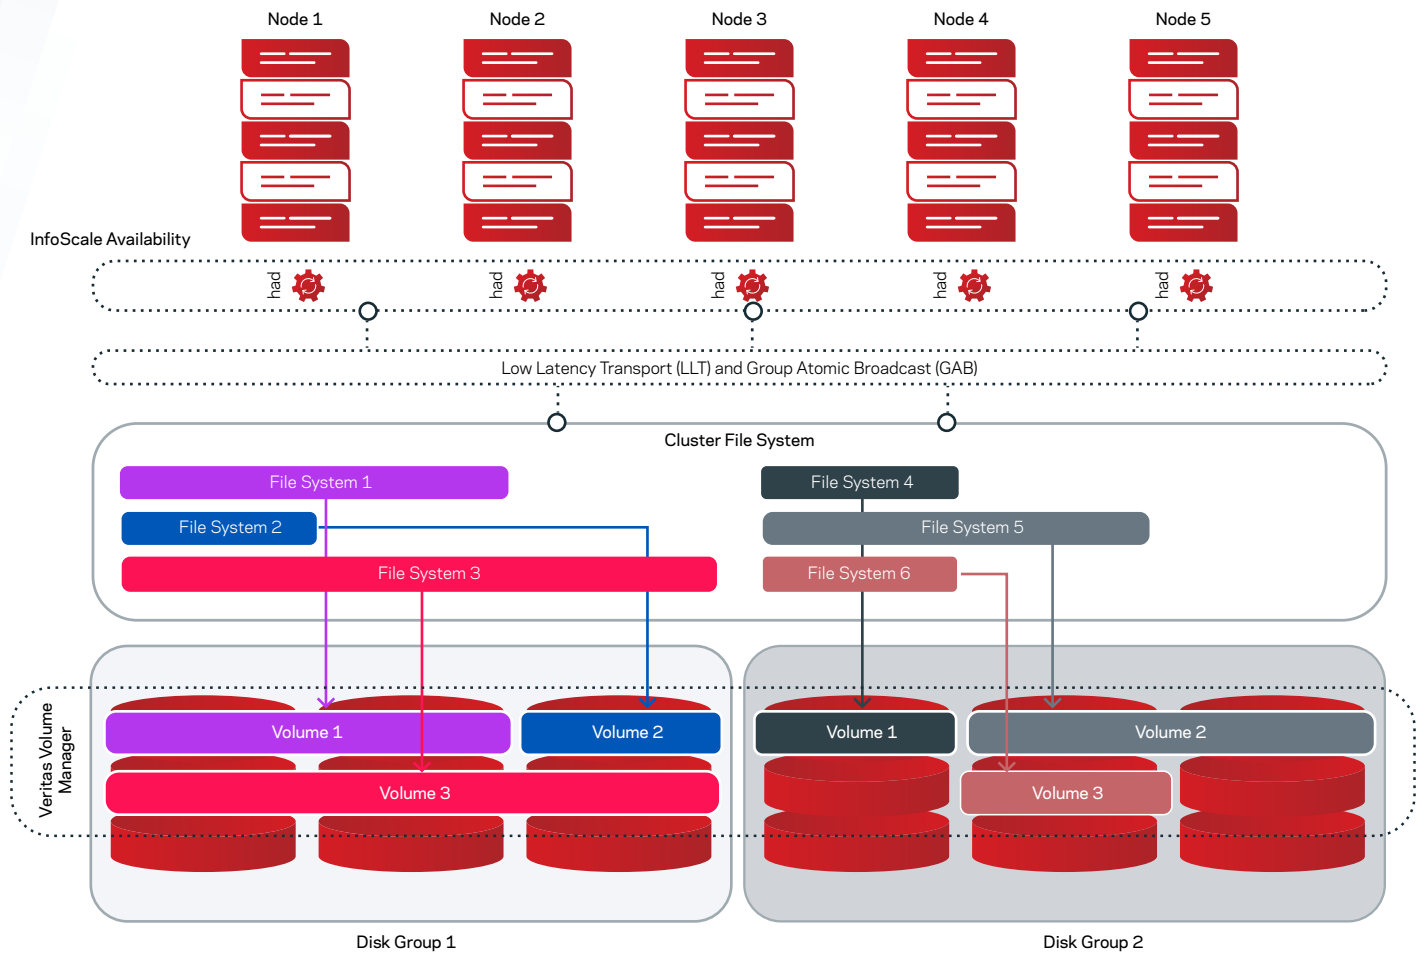 Node 1
Node 2
Node 3
Node 4
Node 5
InfoScale Availability
had
had
had
had
had
Low Latency Transport (LLT) and Group Atomic Broadcast (GAB)
Cluster File System
File System 1
File System 4
File System 2
File System 5
File System 3
File System 6
Veritas Volume
Manager
Volume 1
Volume 2
Volume 1
Volume 2
Volume 3
Volume 3
Disk Group 1
Disk Group 2